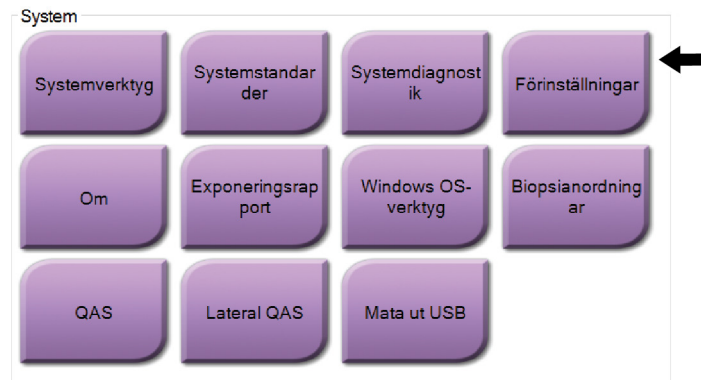 System
Systemverktyg
Systemstandar
der
Systemdiagnost
ik
Förinställningar
Om
Exponeringsrap
port
Windows OS-
verktyg
Biopsianordning
ar
QAS
Lateral QAS
Mata ut USB